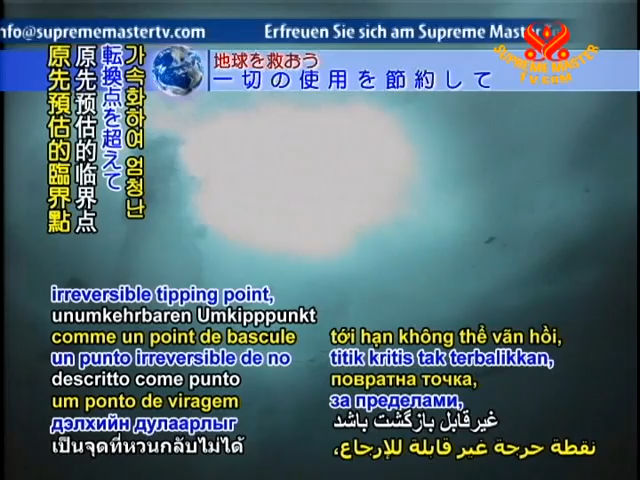 nfo@suprememastertv.com
Erfreuen Sie sich am Supreme Master
SUPREME MASTER
TV.COM
地球を救おう
一切の使用を節約して
가속화하여 엄청난
転換点を超えて
原先预估的临界点
原先預估的臨界點
irreversible tipping point,
unumkehrbaren Umkipppunkt
comme un point de bascule
un punto irreversible de no
descritto come punto
um ponto de viragem
дэлхийн дулаарлыг
เป็นจุดที่หวนกลับไม่ได้
tới hạn không thể vãn hồi,
titik kritis tak terbalikkan,
повратна точка,
за пределами,
غیرقابل بازگشت باشد
نقطة حرجة غير قابلة للإرجاع،